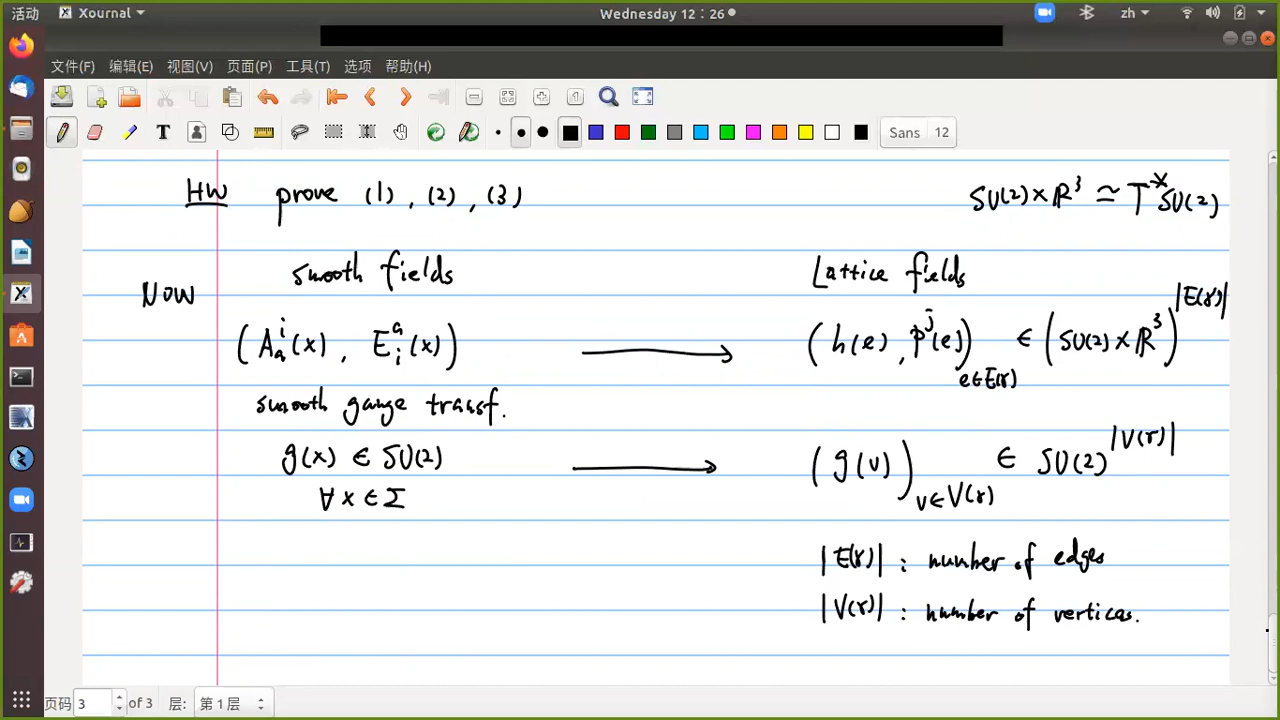 活动 Xournal Wednesday 12:26 zh
文件(F) 编辑(E) 视图(V) 页面(P) 工具(T) 选项 帮助(H)
Sans 12
HW prove (1), (2), (3) SU(2)×ℝ³ ≃ T*SU(2)
smooth fields Lattice fields
Now
(A_a^i(x), E_i^a(x)) ⟶ (h(e), p^j(e))_{e∈E(γ)} ∈ (SU(2)×ℝ³)^{|E(γ)|}
smooth gauge transf.
g(x) ∈ SU(2) ⟶ (g(v))_{v∈V(γ)} ∈ SU(2)^{|V(γ)|}
∀ x ∈ Σ
|E(γ)| : number of edges
|V(γ)| : number of vertices.
页码 3 of 3 层: 第 1 层